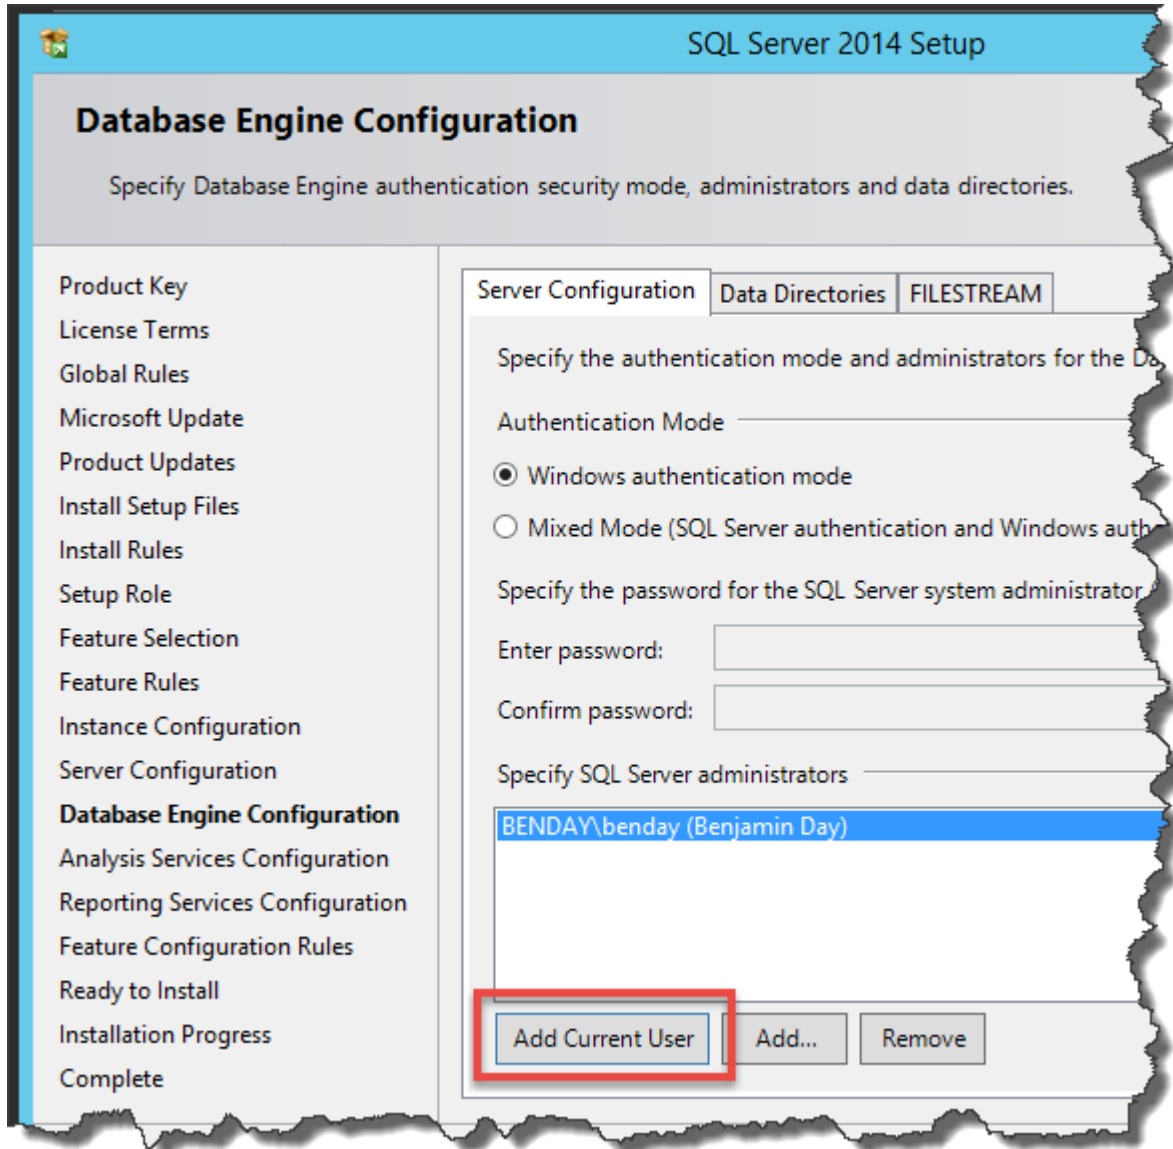 SQL Server 2014 Setup
Database Engine Configuration
Specify Database Engine authentication security mode, administrators and data directories.
Product Key
License Terms
Global Rules
Microsoft Update
Product Updates
Install Setup Files
Install Rules
Setup Role
Feature Selection
Feature Rules
Instance Configuration
Server Configuration
Database Engine Configuration
Analysis Services Configuration
Reporting Services Configuration
Feature Configuration Rules
Ready to Install
Installation Progress
Complete
Server Configuration Data Directories FILESTREAM
Specify the authentication mode and administrators for the
Authentication Mode
Windows authentication mode
Mixed Mode (SQL Server authentication and Windows
Specify the password for the SQL Server system administrator
Enter password:
Confirm password:
Specify SQL Server administrators
BENDAY\benday (Benjamin Day)
Add Current User Add... Remove